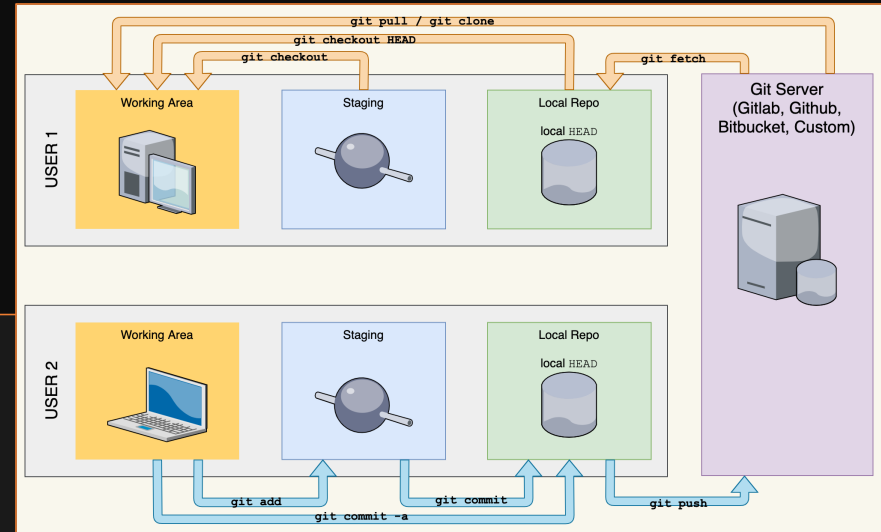 git pull / git clone
git checkout HEAD
git checkout
git fetch
USER 1
Working Area
Staging
Local Repo
local HEAD
Git Server
(Gitlab, Github,
Bitbucket, Custom)
USER 2
Working Area
Staging
Local Repo
local HEAD
git add
git commit
git push
git commit -a